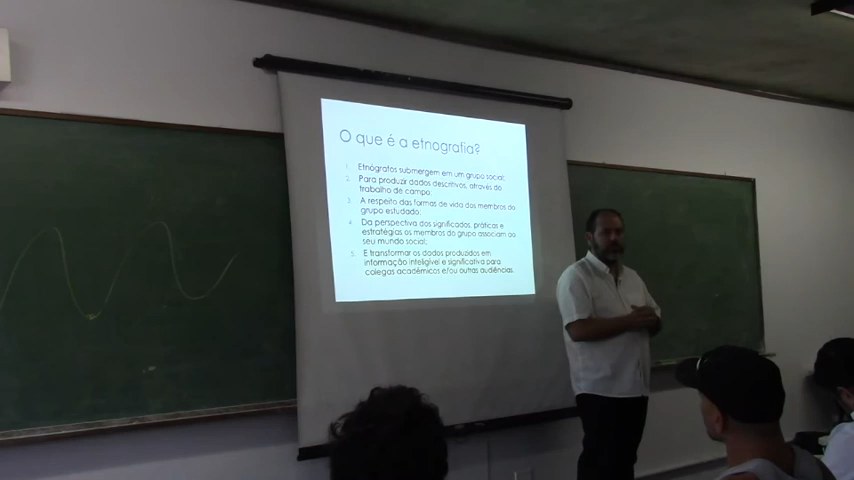 O que é a etnografia?
1. Etnógrafos submergem em um grupo social;
2. Para produzir dados descritivos, através do
trabalho de campo;
3. A respeito das formas de vida dos membros do
grupo estudado.
4. Da perspectiva dos significados, práticas e
estratégias os membros do grupo associam ao
seu mundo social;
5. E transformar os dados produzidos em
informação inteligível e significativa para
colegas acadêmicos e/ou outras audiências.